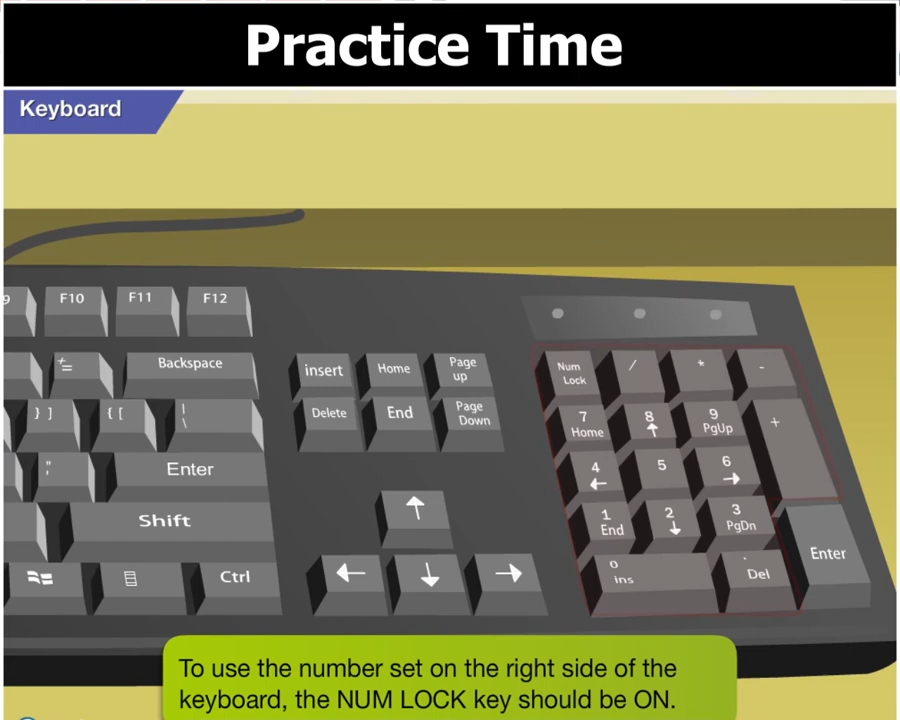 Practice Time
Keyboard
9 F10 F11 F12
+ = Backspace
} ] { [ | \
" ' Enter
Shift
Ctrl
insert Home Page up
Delete End Page Down
↑
← ↓ →
Num Lock / * -
7 Home 8 ↑ 9 PgUp +
4 ← 5 6 →
1 End 2 ↓ 3 PgDn
0 ins . Del Enter
To use the number set on the right side of the
keyboard, the NUM LOCK key should be ON.